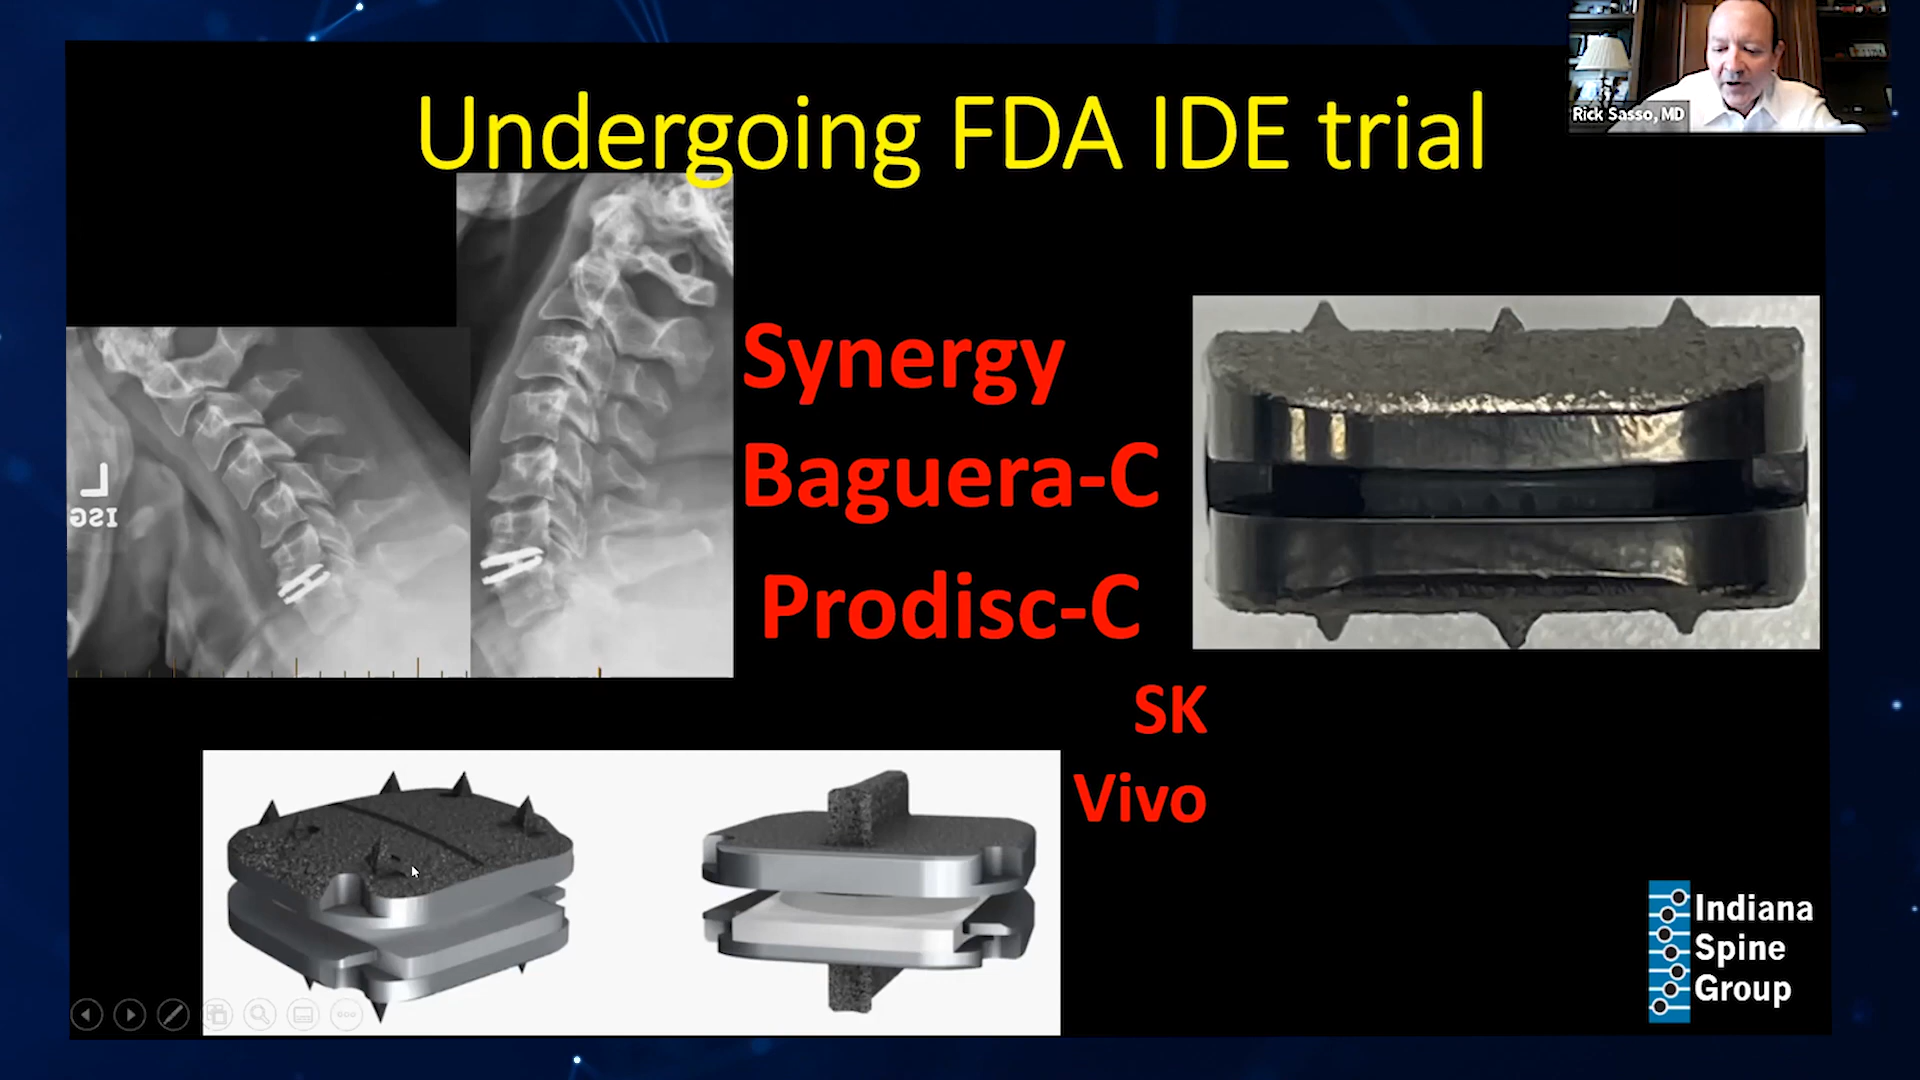 Undergoing FDA IDE trial
Rick Sasso, MD
Synergy
Baguera-C
Prodisc-C
SK
Vivo
L
ISG
Indiana
Spine
Group